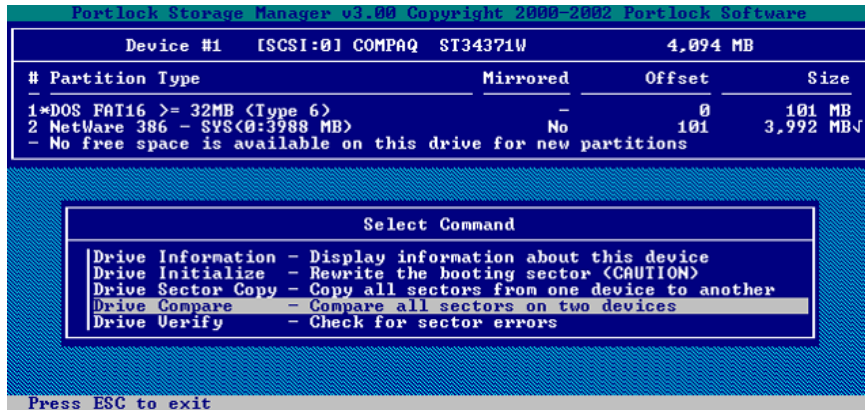 Portlock Storage Manager v3.00 Copyright 2000-2002 Portlock Software
Device #1 [SCSI:0] COMPAQ ST34371W 4,094 MB
# Partition Type Mirrored Offset Size
1*DOS FAT16 >= 32MB (Type 6) - 0 101 MB
2 NetWare 386 - SYS(0:3988 MB) No 101 3,992 MB√
- No free space is available on this drive for new partitions
Select Command
Drive Information - Display information about this device
Drive Initialize - Rewrite the booting sector (CAUTION)
Drive Sector Copy - Copy all sectors from one device to another
Drive Compare - Compare all sectors on two devices
Drive Verify - Check for sector errors
Press ESC to exit